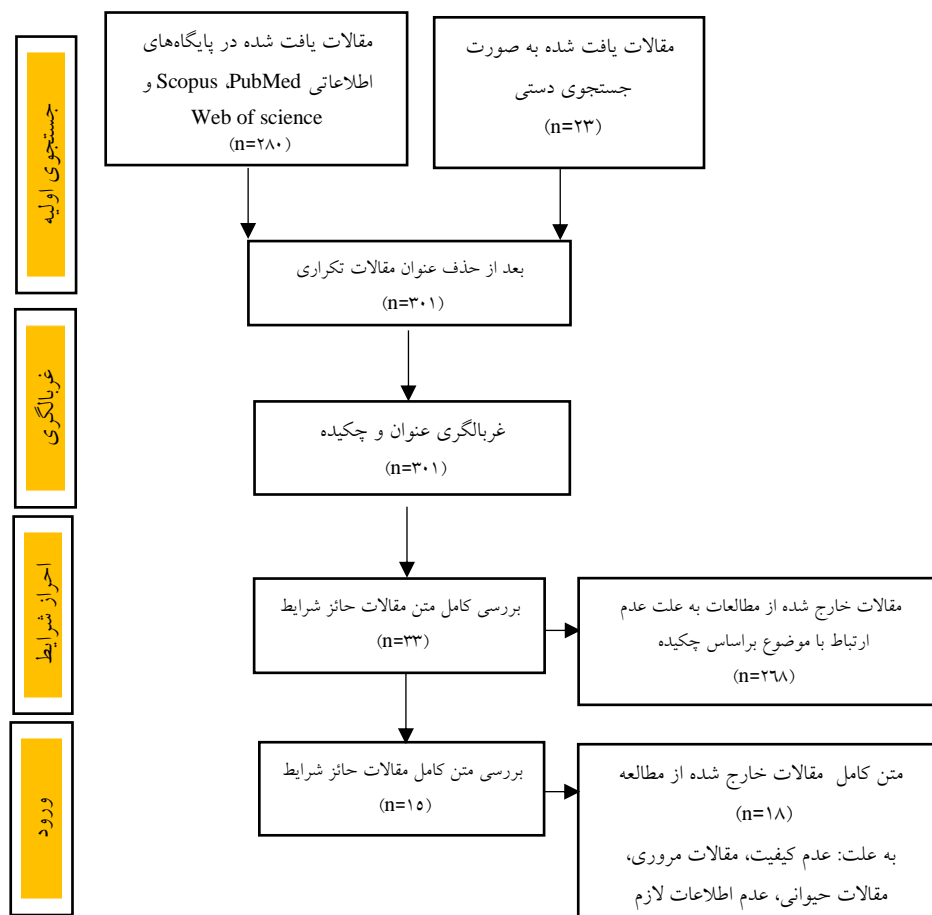 جستجوی اولیه
مقالات یافت شده به صورت
جستجوی دستی
(n=۲۳)
مقالات یافت شده در پایگاه‌های
اطلاعاتی Scopus ،PubMed و
Web of science
(n=۲۸۰)
بعد از حذف عنوان مقالات تکراری
(n=۳۰۱)
غربالگری
غربالگری عنوان و چکیده
(n=۳۰۱)
احراز شرایط
بررسی کامل متن مقالات حائز شرایط
(n=۳۳)
مقالات خارج شده از مطالعات به علت عدم
ارتباط با موضوع براساس چکیده
(n=۲٦۸)
ورود
بررسی متن کامل مقالات حائز شرایط
(n=۱٥)
متن کامل مقالات خارج شده از مطالعه
(n=۱۸)
به علت: عدم کیفیت، مقالات مروری،
مقالات حیوانی، عدم اطلاعات لازم